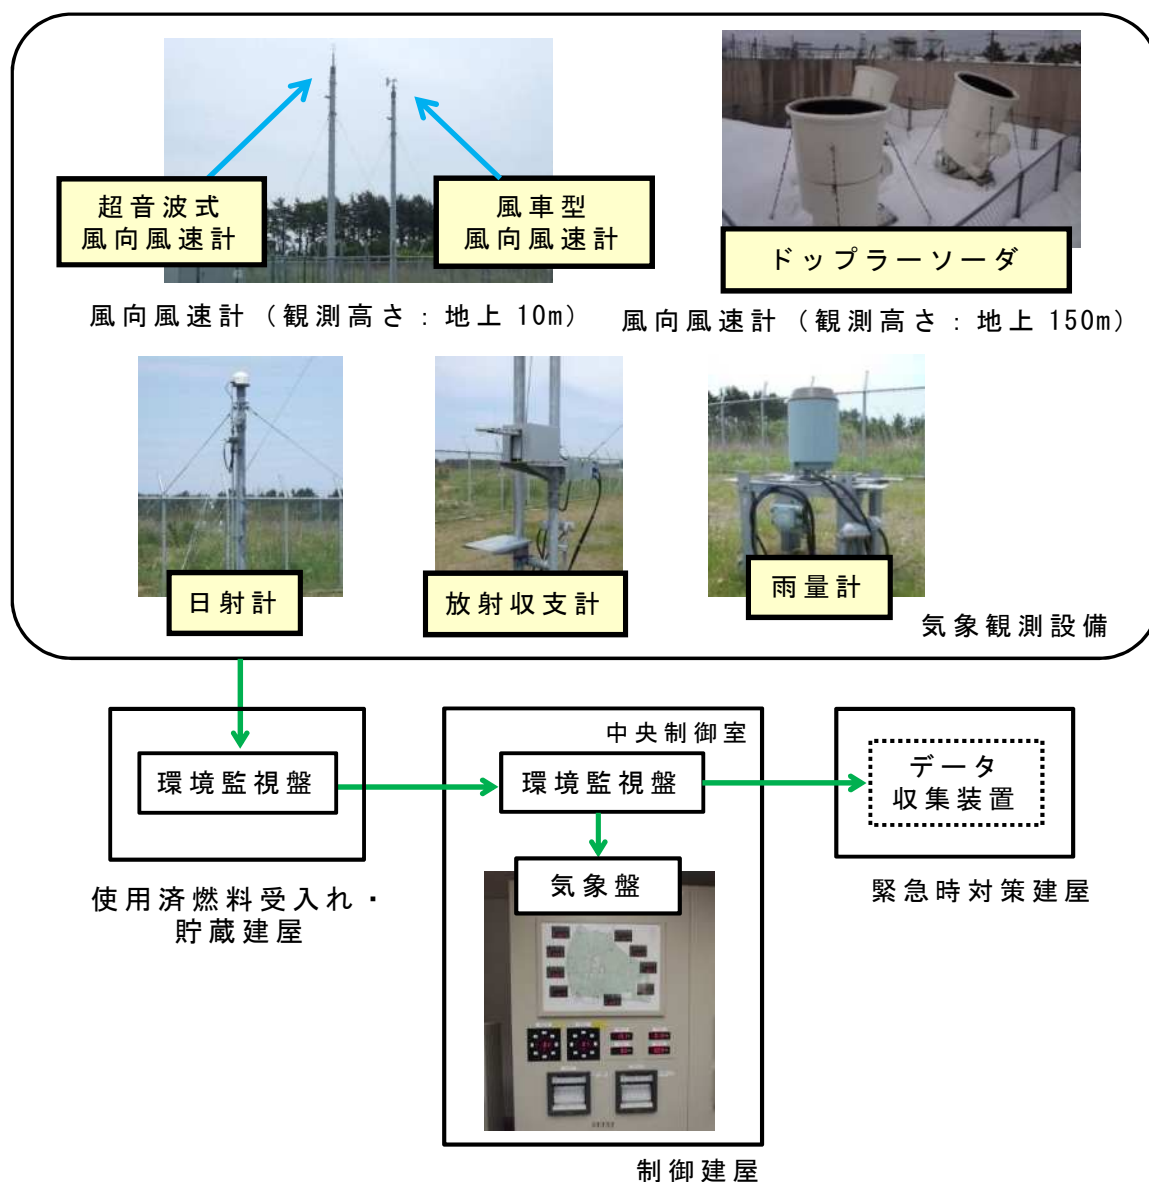 超音波式
風向風速計
風車型
風向風速計
ドップラーソーダ
風向風速計（観測高さ：地上 10m）
風向風速計（観測高さ：地上 150m）
日射計
放射収支計
雨量計
気象観測設備
中央制御室
環境監視盤
環境監視盤
データ
収集装置
気象盤
使用済燃料受入れ・
貯蔵建屋
緊急時対策建屋
制御建屋